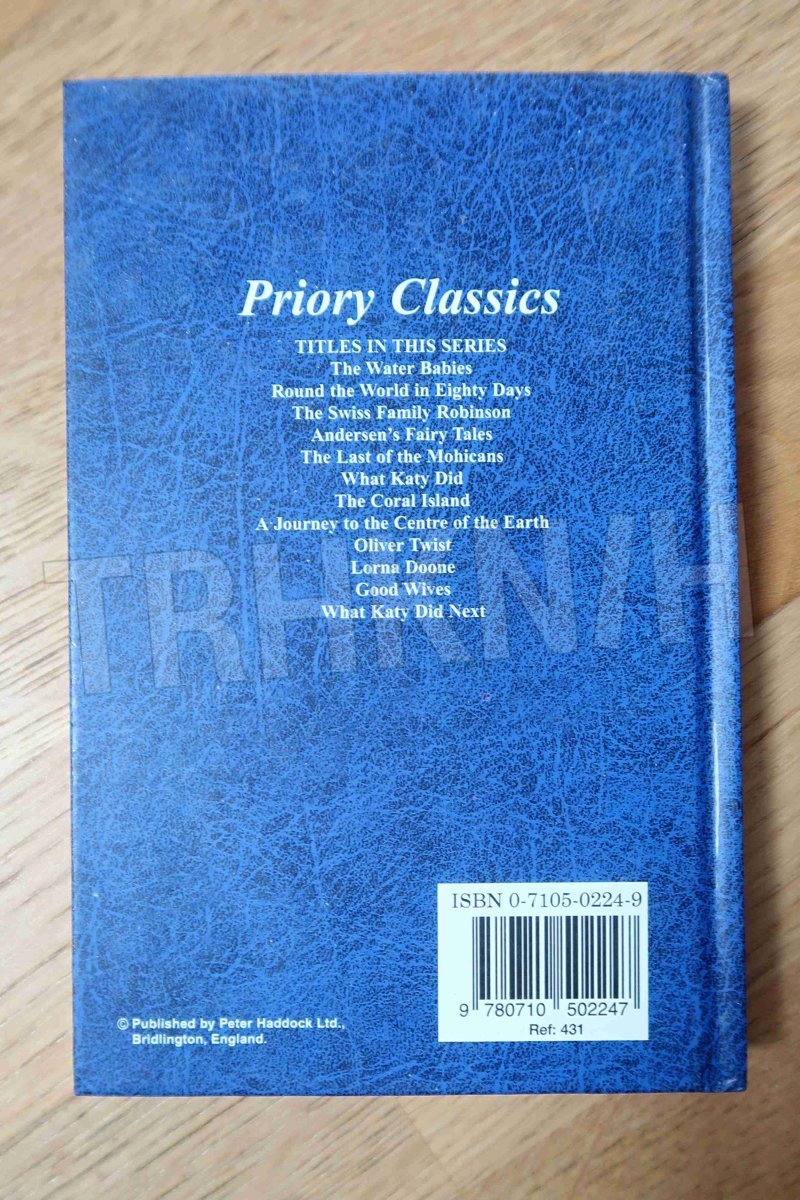 Priory Classics
TITLES IN THIS SERIES
The Water Babies
Round the World in Eighty Days
The Swiss Family Robinson
Andersen's Fairy Tales
The Last of the Mohicans
What Katy Did
The Coral Island
A Journey to the Centre of the Earth
Oliver Twist
Lorna Doone
Good Wives
What Katy Did Next
TRHKN/H
ISBN 0-7105-0224-9
9 780710 502247
Ref: 431
© Published by Peter Haddock Ltd.,
Bridlington, England.